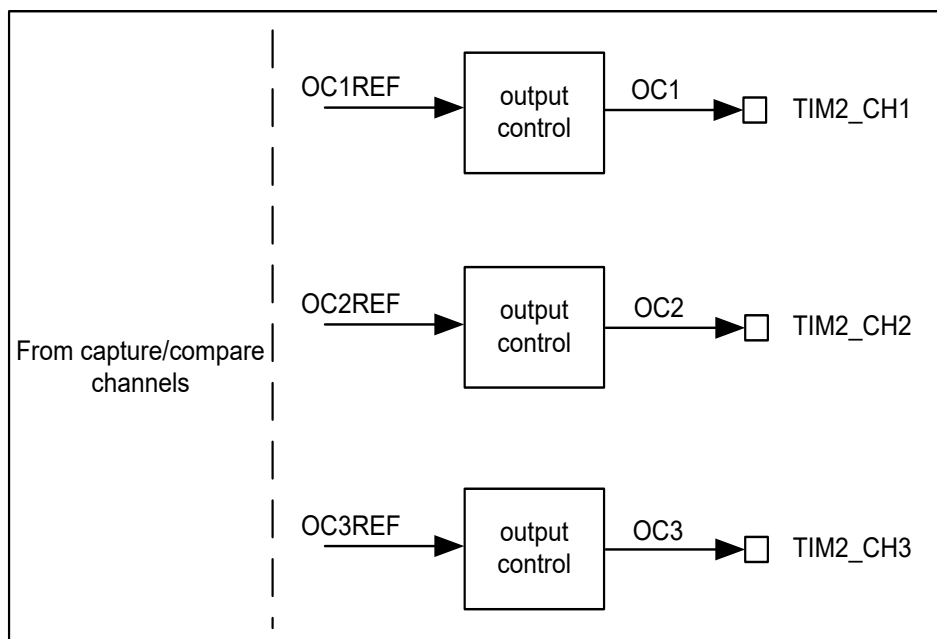 OC1REF
output
control
OC1
TIM2_CH1
OC2REF
output
control
OC2
TIM2_CH2
From capture/compare
channels
OC3REF
output
control
OC3
TIM2_CH3